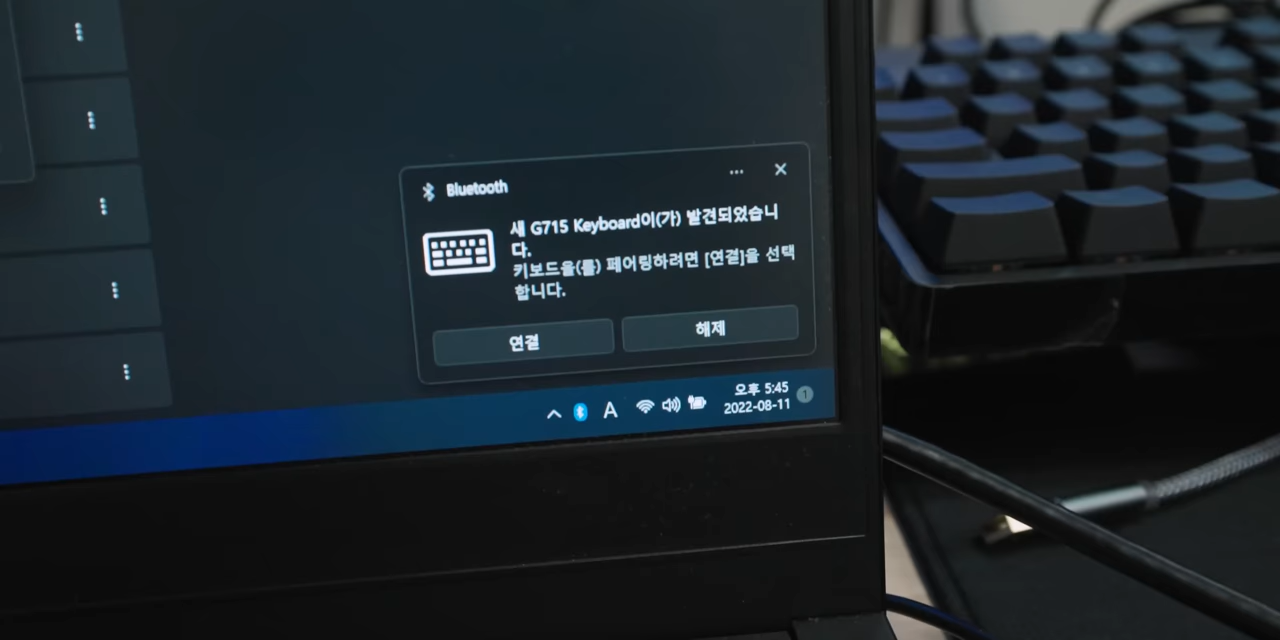 Bluetooth
새 G715 Keyboard이(가) 발견되었습니
다.
키보드을(를) 페어링하려면 [연결]을 선택
합니다.
연결
해제
A
오후 5:45
2022-08-11
1